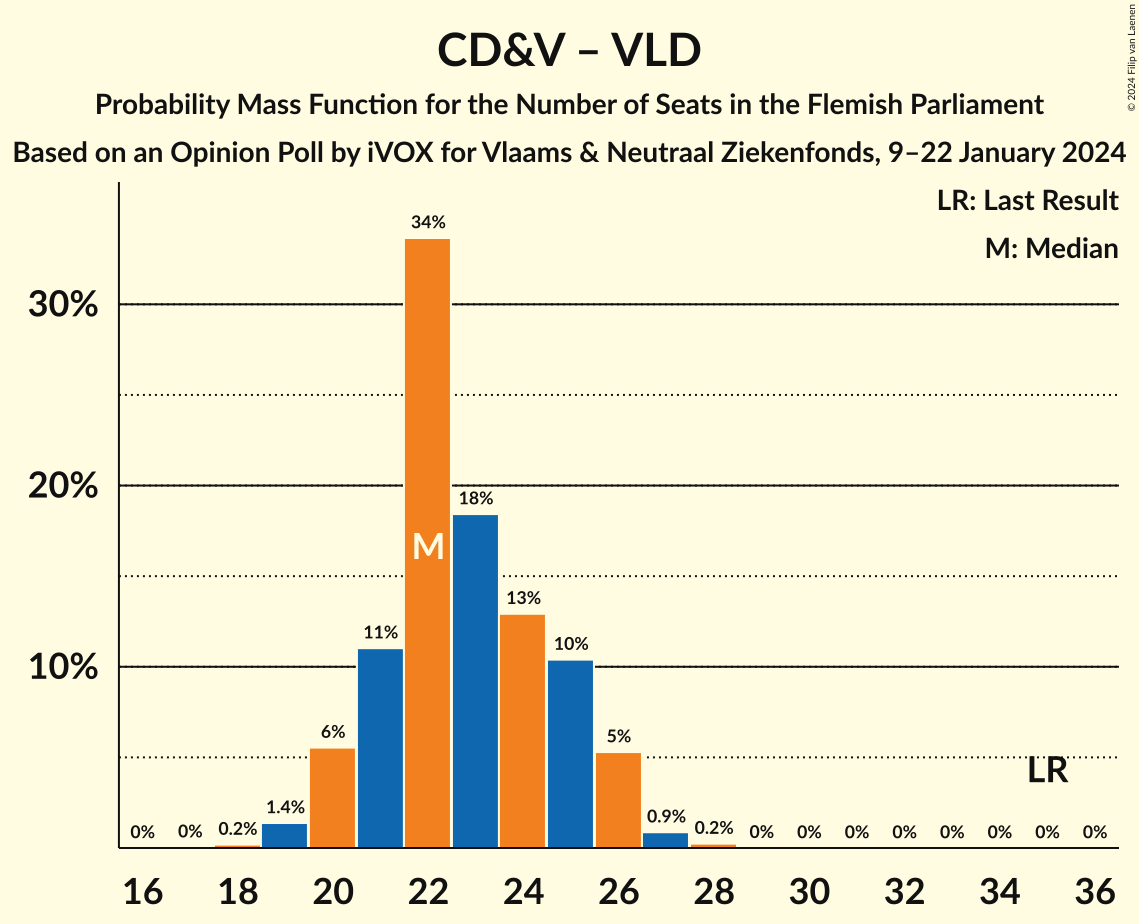 CD&V – VLD
Probability Mass Function for the Number of Seats in the Flemish Parliament
Based on an Opinion Poll by iVOX for Vlaams & Neutraal Ziekenfonds, 9–22 January 2024
© 2024 Filip van Laenen
LR: Last Result
M: Median
34%
30%
20%
18%
M
13%
11%
10%
10%
6%
5%
LR
1.4%
0.9%
0% 0% 0.2% 0.2% 0% 0% 0% 0% 0% 0% 0% 0%
16 18 20 22 24 26 28 30 32 34 36